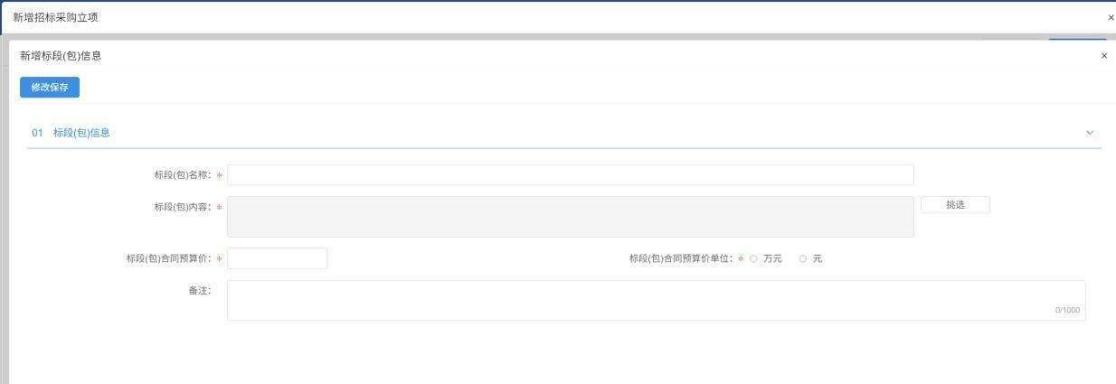 新增招标采购立项
×
新增标段(包)信息
×
修改保存
01 标段(包)信息
标段(包)名称：*
标段(包)内容：*
挑选
标段(包)合同预算价：*
标段(包)合同预算价单位：* 万元 元
备注：
0/1000